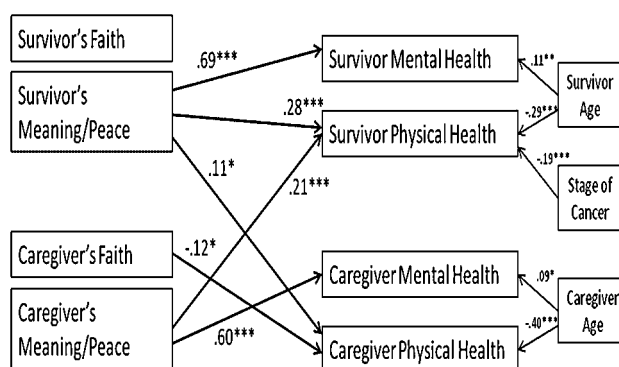 Survivor's Faith
Survivor's
Meaning/Peace
Caregiver's Faith
Caregiver's
Meaning/Peace
.69***
.28***
.11*
.21***
-.12*
.60***
Survivor Mental Health
Survivor Physical Health
Caregiver Mental Health
Caregiver Physical Health
.11**
-.29***
-.19***
.09*
-.40***
Survivor
Age
Stage of
Cancer
Caregiver
Age